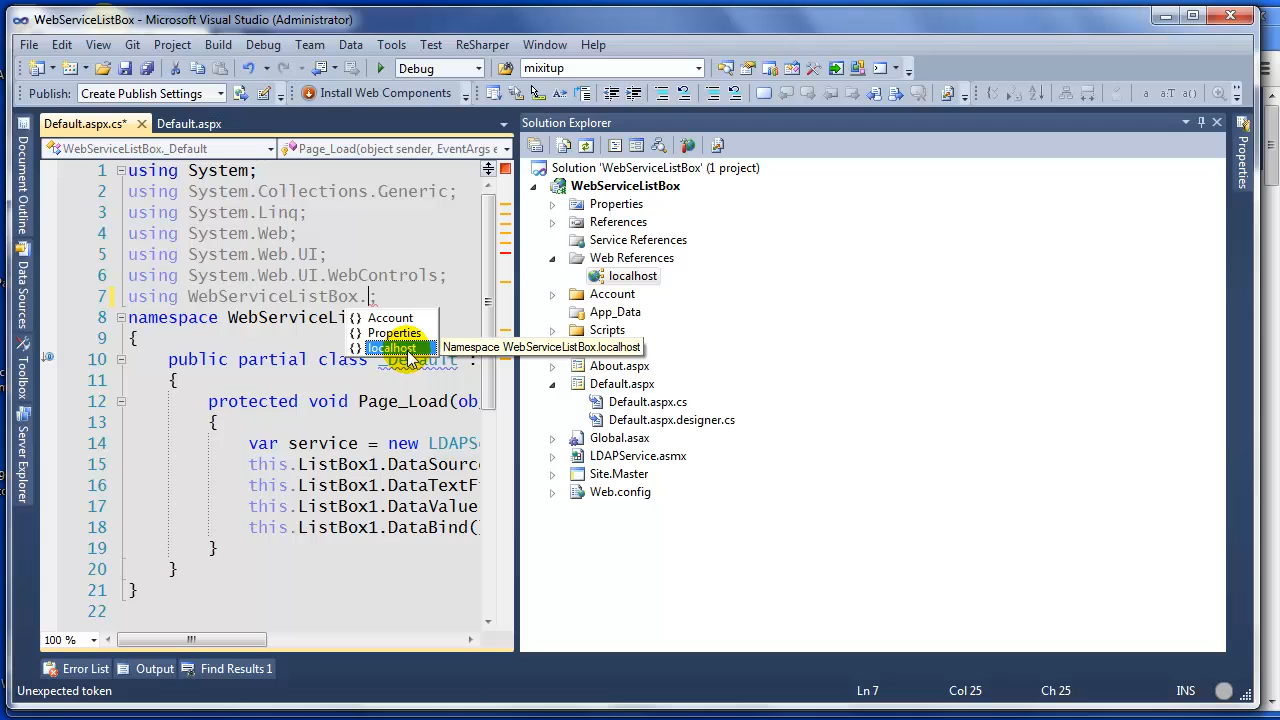 WebServiceListBox - Microsoft Visual Studio (Administrator)
File Edit View Git Project Build Debug Team Data Tools Test ReSharper Window Help
Debug mixitup
Publish: Create Publish Settings Install Web Components
Default.aspx.cs* Default.aspx
WebServiceListBox._Default Page_Load(object sender, EventArgs e
1 using System;
2 using System.Collections.Generic;
3 using System.Linq;
4 using System.Web;
5 using System.Web.UI;
6 using System.Web.UI.WebControls;
7 using WebServiceListBox.;
8 namespace WebServiceLi
9 {
10 public partial class _Default :
11 {
12 protected void Page_Load(ob
13 {
14 var service = new LDAPS
15 this.ListBox1.DataSourc
16 this.ListBox1.DataTextF
17 this.ListBox1.DataValue
18 this.ListBox1.DataBind(
19 }
20 }
21 }
22
{} Account
{} Properties
{} localhost
Namespace WebServiceListBox.localhost
100 %
Document Outline
Data Sources
Toolbox
Server Explorer
Solution Explorer
Solution 'WebServiceListBox' (1 project)
WebServiceListBox
Properties
References
Service References
Web References
localhost
Account
App_Data
Scripts
About.aspx
Default.aspx
Default.aspx.cs
Default.aspx.designer.cs
Global.asax
LDAPService.asmx
Site.Master
Web.config
Properties
Error List Output Find Results 1
Unexpected token Ln 7 Col 25 Ch 25 INS